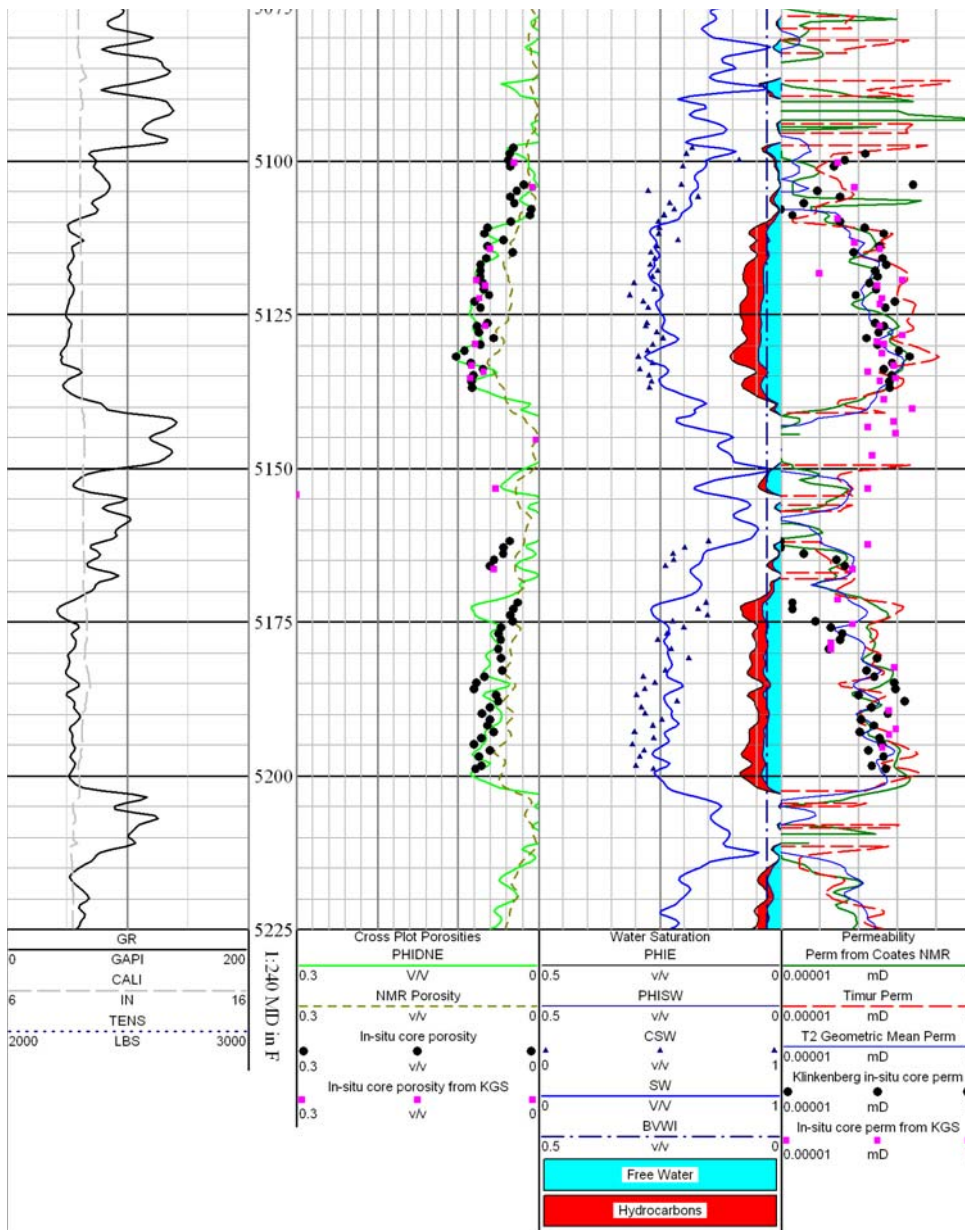 5075
5100
5125
5150
5175
5200
5225
GR
0 GAPI 200
CALI
6 IN 16
TENS
2000 LBS 3000
1:240 MD in F
Cross Plot Porosities
PHIDNE
0.3 V/V 0
NMR Porosity
0.3 v/v 0
In-situ core porosity
0.3 v/v 0
In-situ core porosity from KGS
0.3 v/v 0
Water Saturation
PHIE
0.5 v/v 0
PHISW
0.5 v/v 0
CSW
0 v/v 1
SW
0 V/V 1
BVWI
0.5 v/v 0
Free Water
Hydrocarbons
Permeability
Perm from Coates NMR
0.00001 mD
Timur Perm
0.00001 mD
T2 Geometric Mean Perm
0.00001 mD
Klinkenberg in-situ core perm
0.00001 mD
In-situ core perm from KGS
0.00001 mD